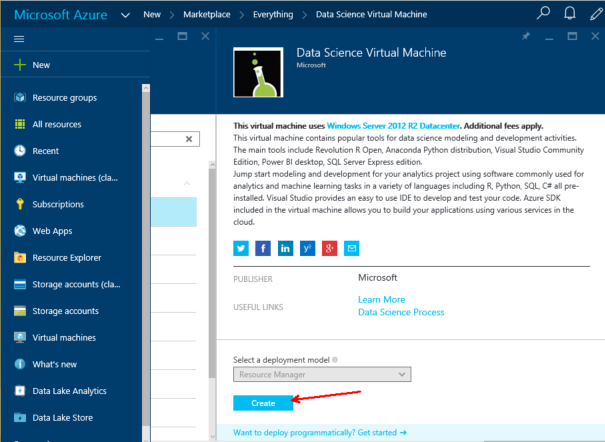 Microsoft Azure New > Marketplace > Everything > Data Science Virtual Machine
New
Resource groups
All resources
Recent
Virtual machines (cla...
Subscriptions
Web Apps
Resource Explorer
Storage accounts (cla...
Storage accounts
Virtual machines
What's new
Data Lake Analytics
Data Lake Store
Data Science Virtual Machine
Microsoft
This virtual machine uses Windows Server 2012 R2 Datacenter. Additional fees apply.
This virtual machine contains popular tools for data science modeling and development activities.
The main tools include Revolution R Open, Anaconda Python distribution, Visual Studio Community
Edition, Power BI desktop, SQL Server Express edition.
Jump start modeling and development for your analytics project using software commonly used for
analytics and machine learning tasks in a variety of languages including R, Python, SQL, C# all pre-
installed. Visual Studio provides an easy to use IDE to develop and test your code. Azure SDK
included in the virtual machine allows you to build your applications using various services in the
cloud.
PUBLISHER Microsoft
USEFUL LINKS Learn More
Data Science Process
Select a deployment model
Resource Manager
Create
Want to deploy programmatically? Get started →